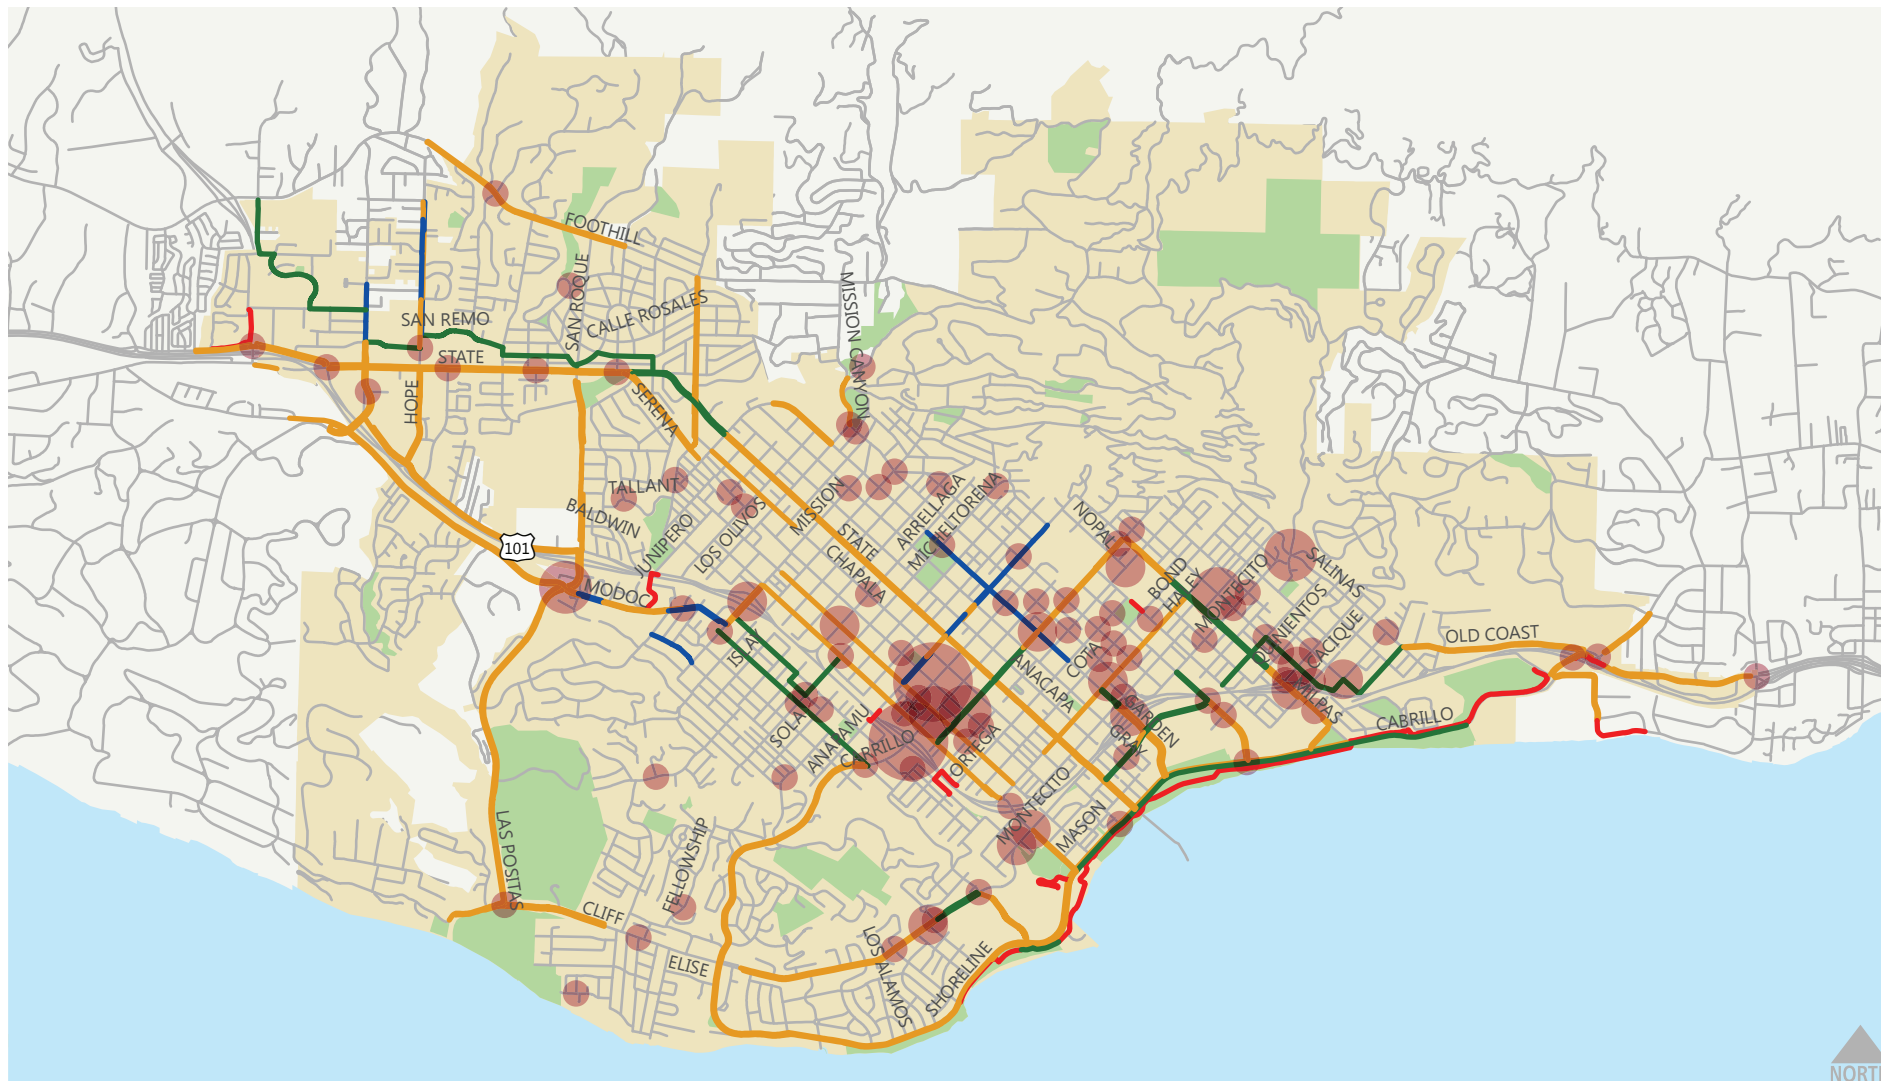 FOOTHILL
SAN ROQUE
CALLE ROSALES
MISSION CANYON
SAN REMO
STATE
HOPE
SERENA
TALLANT
BALDWIN
JUNIPERO
LOS OLIVOS
MISSION
STATE
CHAPALA
ARRELLAGA
MICHELTORENA
NOPAL
BOND
HALEY
MONTECITO
SALINAS
QUINIENTOS
CACIQUE
OLD COAST
101
MODOC
ISLAY
COTA
ANACAPA
GARDEN
GRAY
MILPAS
CABRILLO
SOLA
ANAPAMU
CARRILLO
ORTEGA
MONTECITO
MASON
LAS POSITAS
FELLOWSHIP
CLIFF
ELISE
LOS ALAMOS
SHORELINE
NORTH